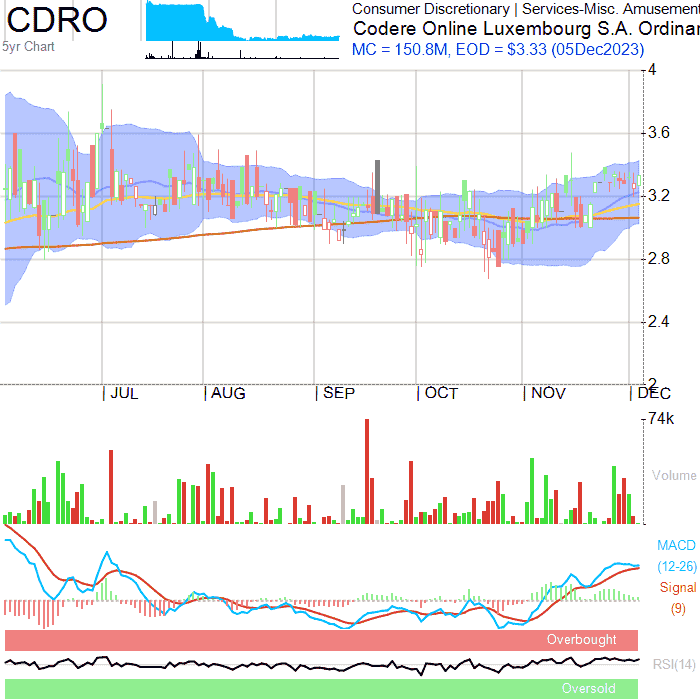 CDRO
5yr Chart
Consumer Discretionary | Services-Misc. Amusement
Codere Online Luxembourg S.A. Ordinar
MC = 150.8M, EOD = $3.33 (05Dec2023)
4
3.6
3.2
2.8
2.4
2
JUL AUG SEP OCT NOV DEC
74k
Volume
MACD
(12-26)
Signal
(9)
Overbought
RSI(14)
Oversold